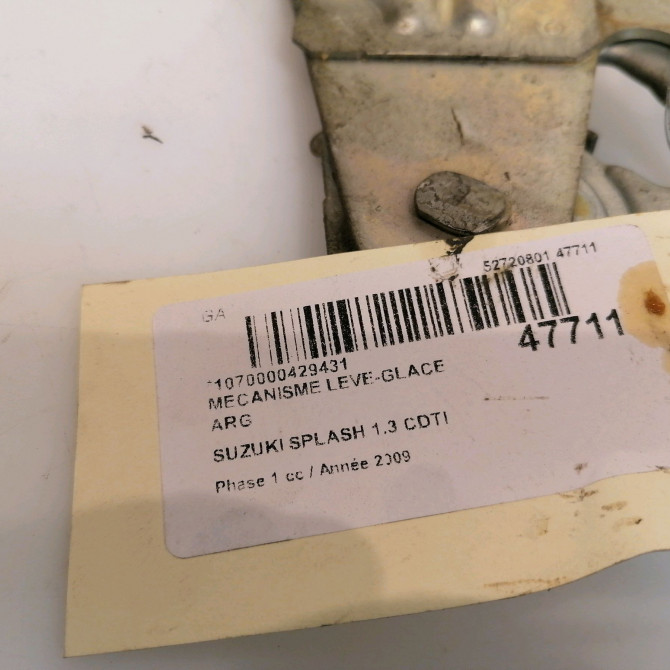 GA
52720801 47711
47711
-1070000429431
MECANISME LEVE-GLACE
ARG
SUZUKI SPLASH 1.3 CDTI
Phase 1 cc / Année 2009